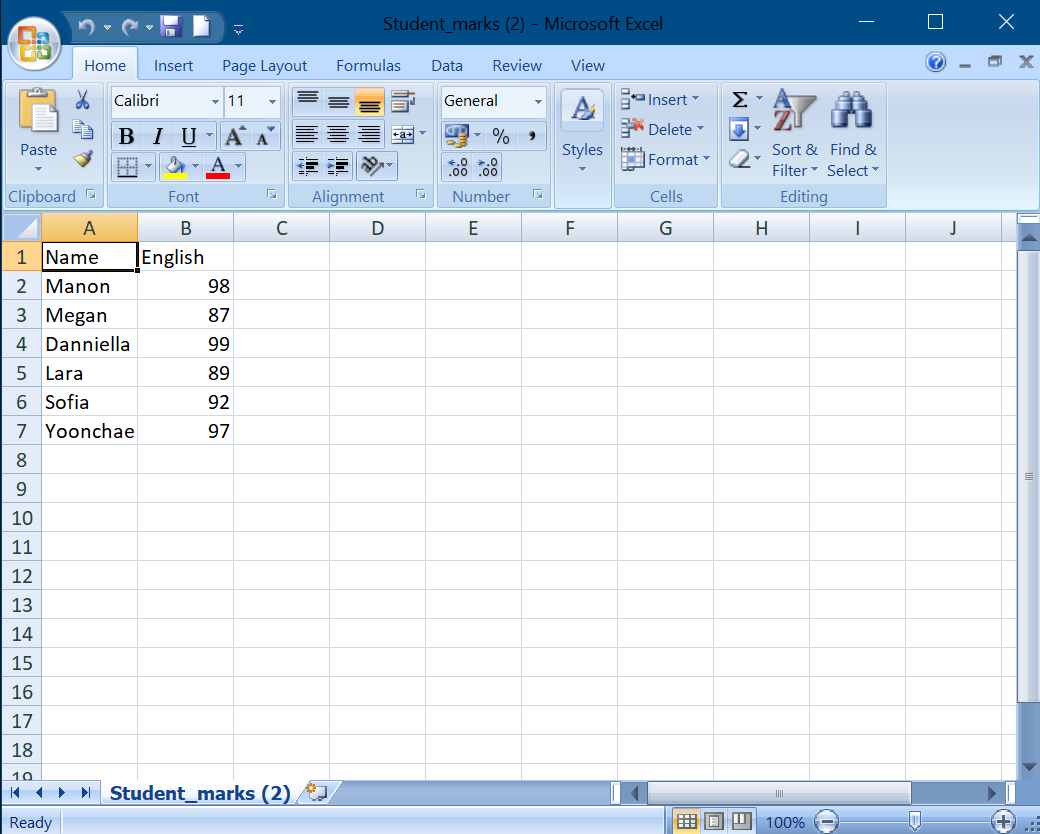 Student_marks (2) - Microsoft Excel
Home Insert Page Layout Formulas Data Review View
Calibri 11 General Insert
Delete
B I U A A % , Styles Sort & Find &
Paste Format Filter Select
A .0 .00 .00 .0
Clipboard Font Alignment Number Cells Editing
A B C D E F G H I J
1 Name English
2 Manon 98
3 Megan 87
4 Danniella 99
5 Lara 89
6 Sofia 92
7 Yoonchae 97
8
9
10
11
12
13
14
15
16
17
18
19
Student_marks (2)
Ready 100%